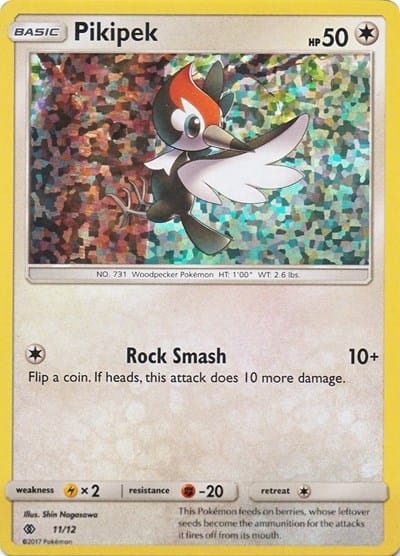 BASIC Pikipek HP 50
NO. 731 Woodpecker Pokémon HT: 1'00" WT: 2.6 lbs.
Rock Smash 10+
Flip a coin. If heads, this attack does 10 more damage.
weakness × 2 resistance -20 retreat
Illus. Shin Nagasawa
11/12
©2017 Pokémon
This Pokémon feeds on berries, whose leftover
seeds become the ammunition for the attacks
it fires off from its mouth.